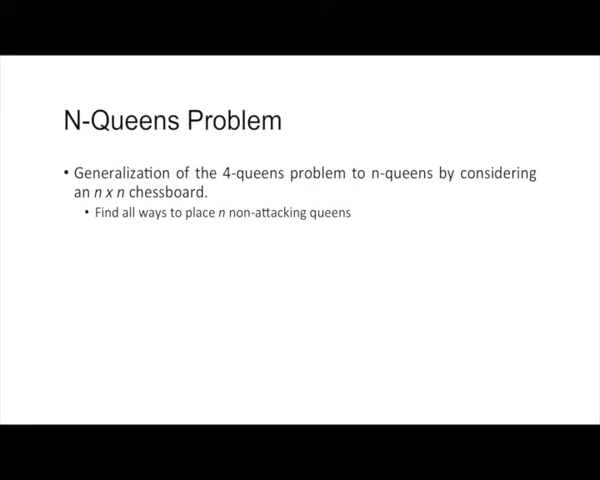 N-Queens Problem
• Generalization of the 4-queens problem to n-queens by considering
an n x n chessboard.
• Find all ways to place n non-attacking queens